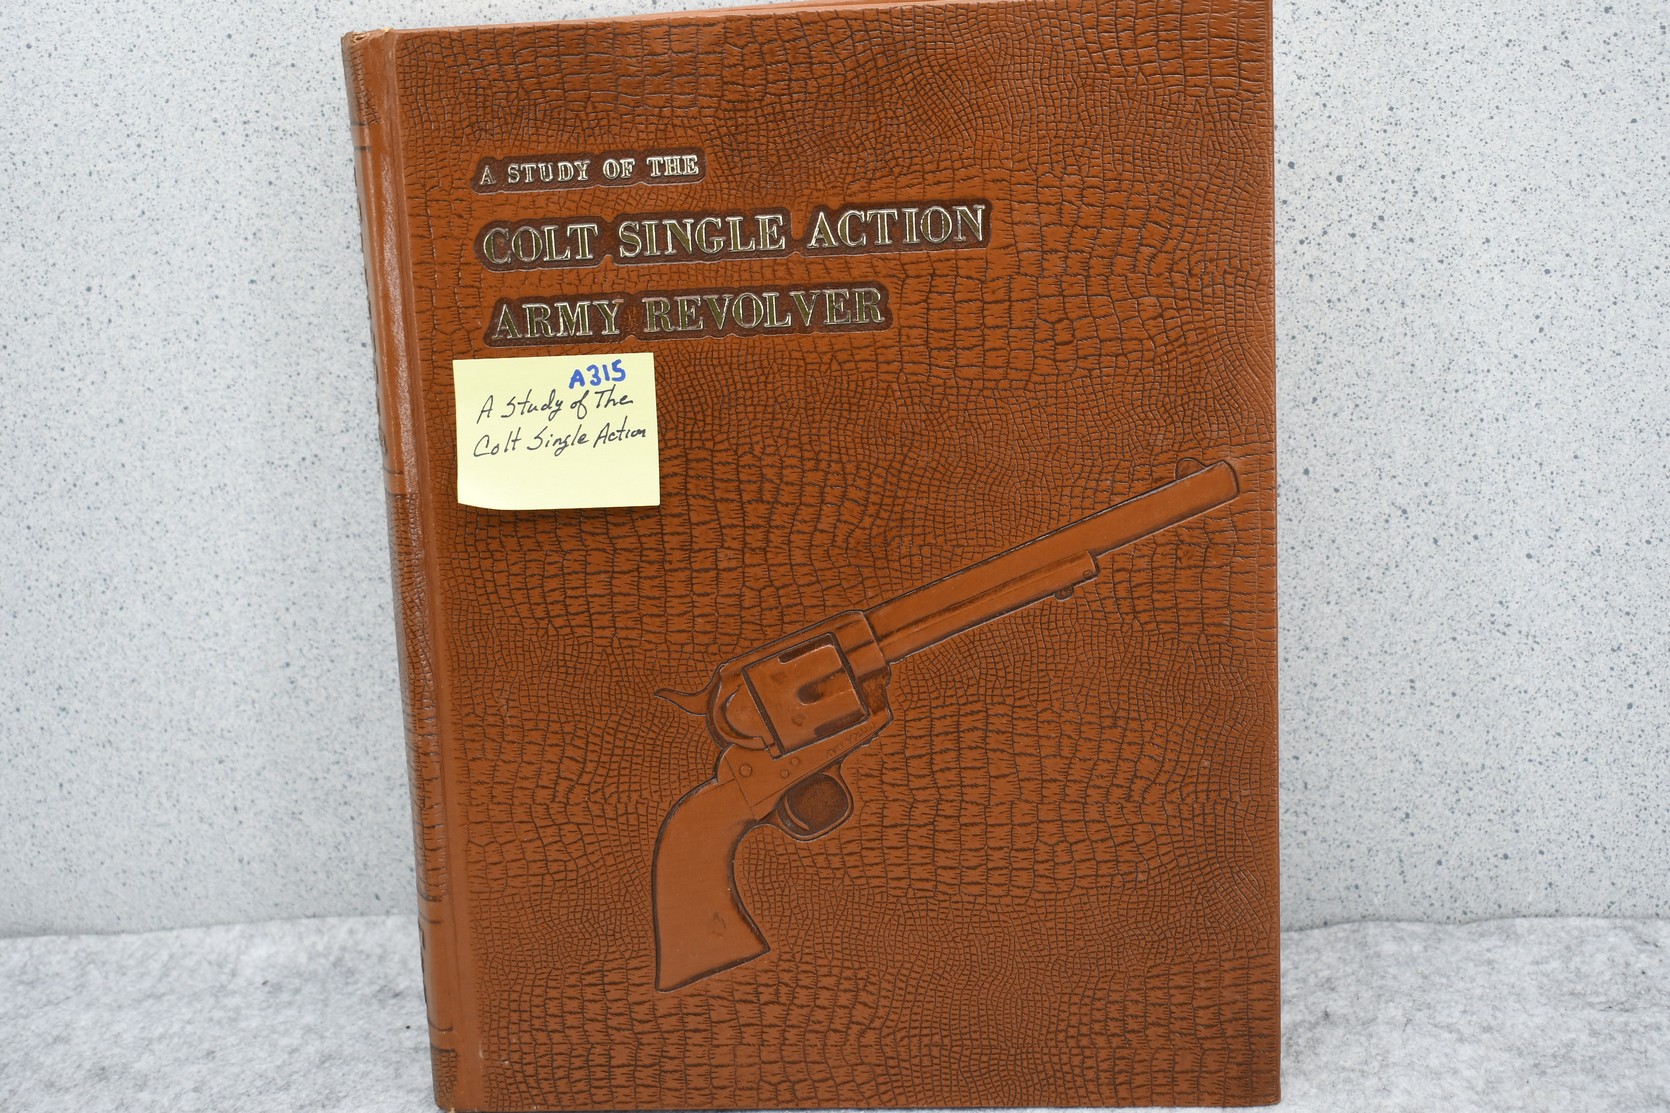 A STUDY OF THE
COLT SINGLE ACTION
ARMY REVOLVER
A315
A Study of The
Colt Single Action